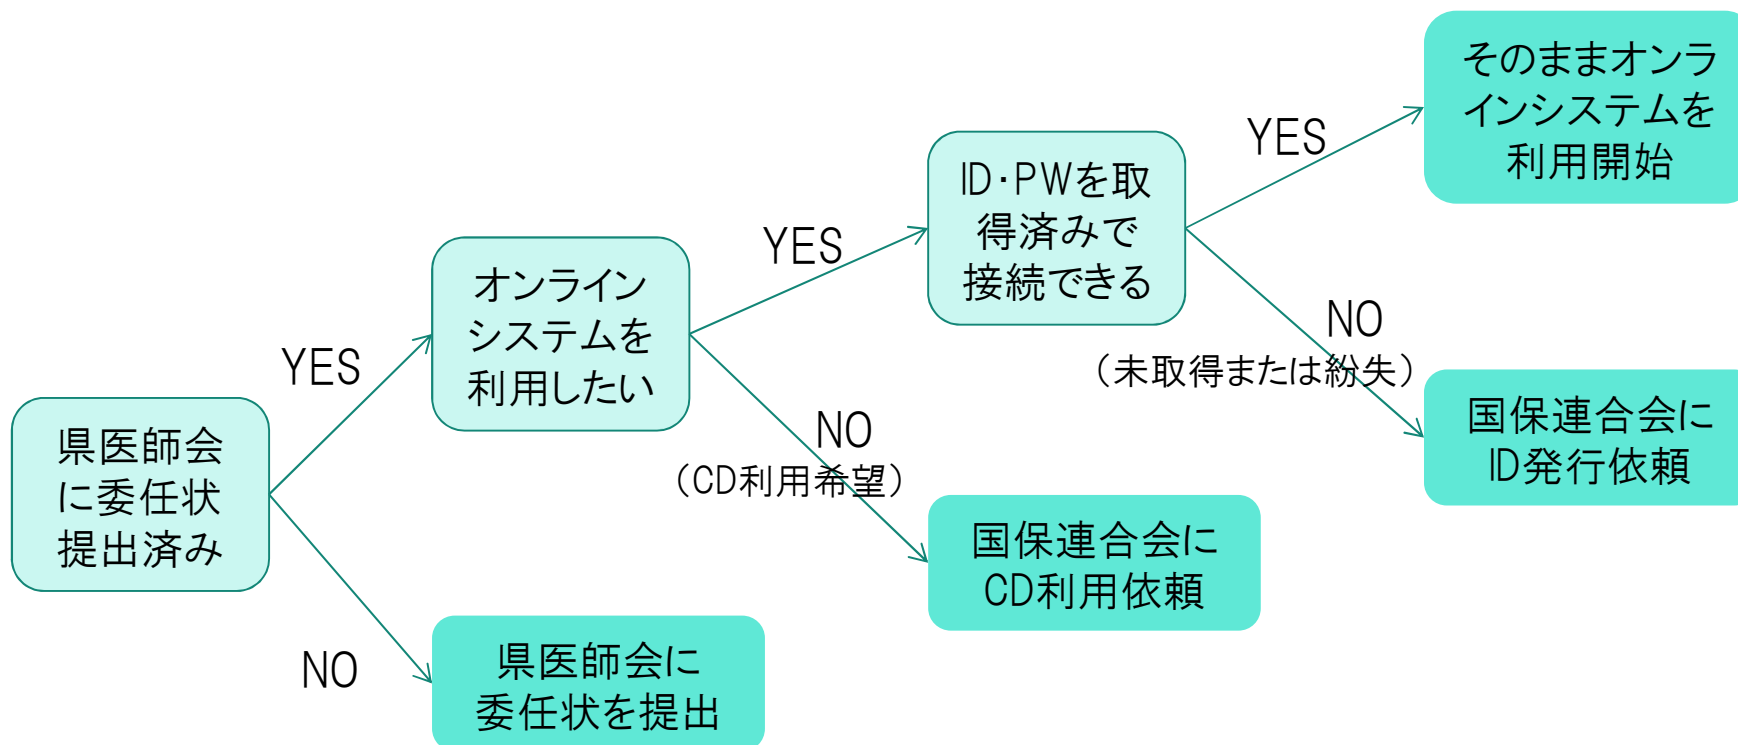 県医師会
に委任状
提出済み
YES
NO
オンライン
システムを
利用したい
県医師会に
委任状を提出
YES
NO
（CD利用希望）
ID・PWを取
得済みで
接続できる
国保連合会に
CD利用依頼
YES
NO
（未取得または紛失）
そのままオンラ
インシステムを
利用開始
国保連合会に
ID発行依頼